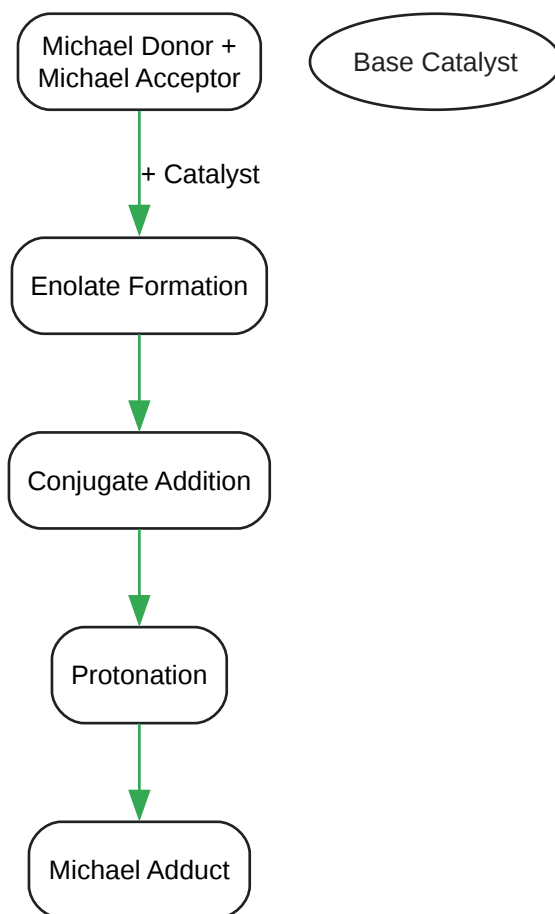 Michael Donor +
Michael Acceptor
Base Catalyst
+ Catalyst
Enolate Formation
Conjugate Addition
Protonation
Michael Adduct